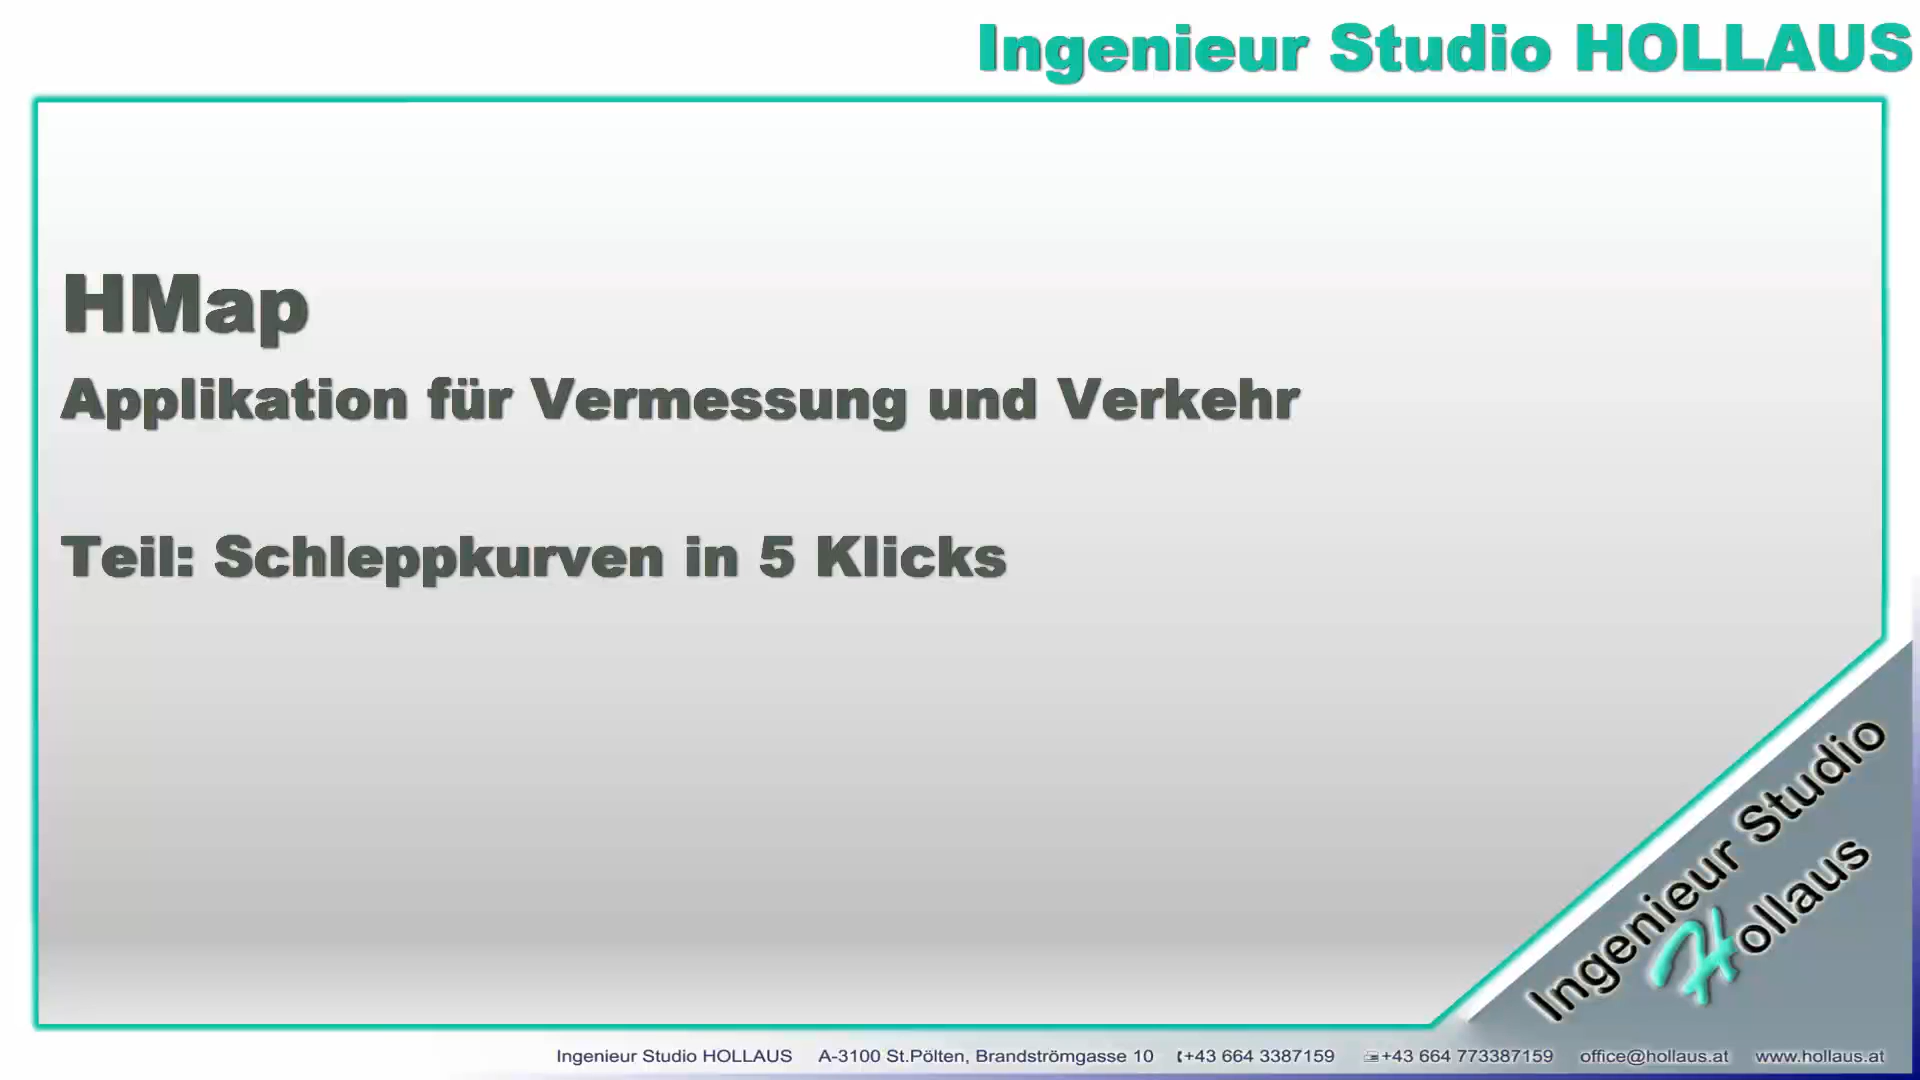 Ingenieur Studio HOLLAUS
HMap
Applikation für Vermessung und Verkehr
Teil: Schleppkurven in 5 Klicks
Ingenieur Studio
Hollaus
Ingenieur Studio HOLLAUS A-3100 St.Pölten, Brandströmgasse 10 +43 664 3387159 +43 664 773387159 office@hollaus.at www.hollaus.at